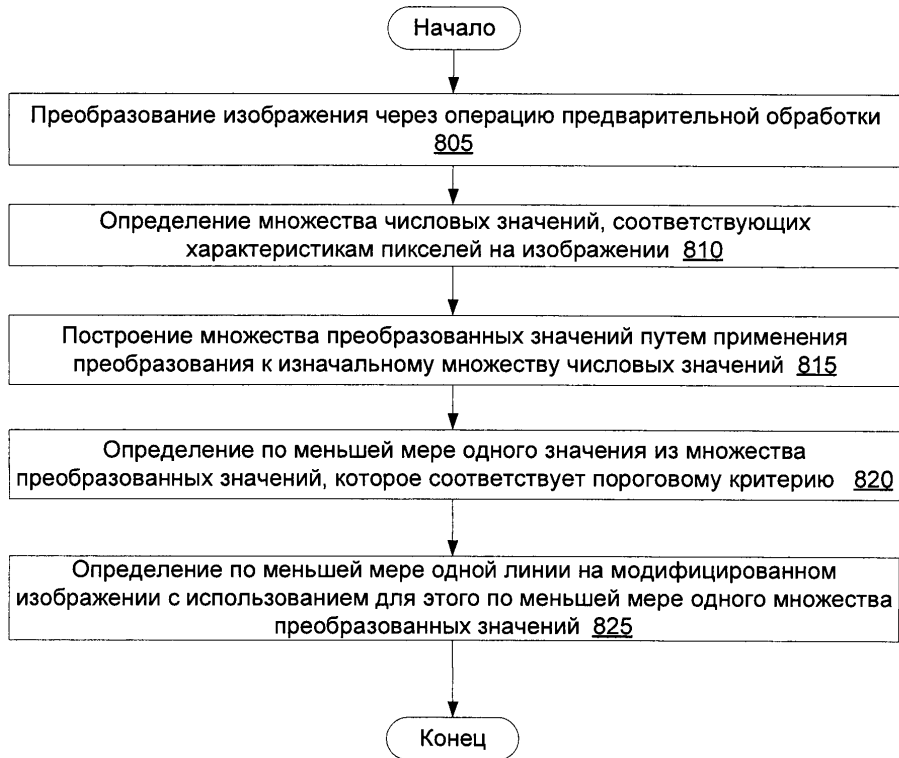 Начало
Преобразование изображения через операцию предварительной обработки
805
Определение множества числовых значений, соответствующих
характеристикам пикселей на изображении 810
Построение множества преобразованных значений путем применения
преобразования к изначальному множеству числовых значений 815
Определение по меньшей мере одного значения из множества
преобразованных значений, которое соответствует пороговому критерию 820
Определение по меньшей мере одной линии на модифицированном
изображении с использованием для этого по меньшей мере одного множества
преобразованных значений 825
Конец